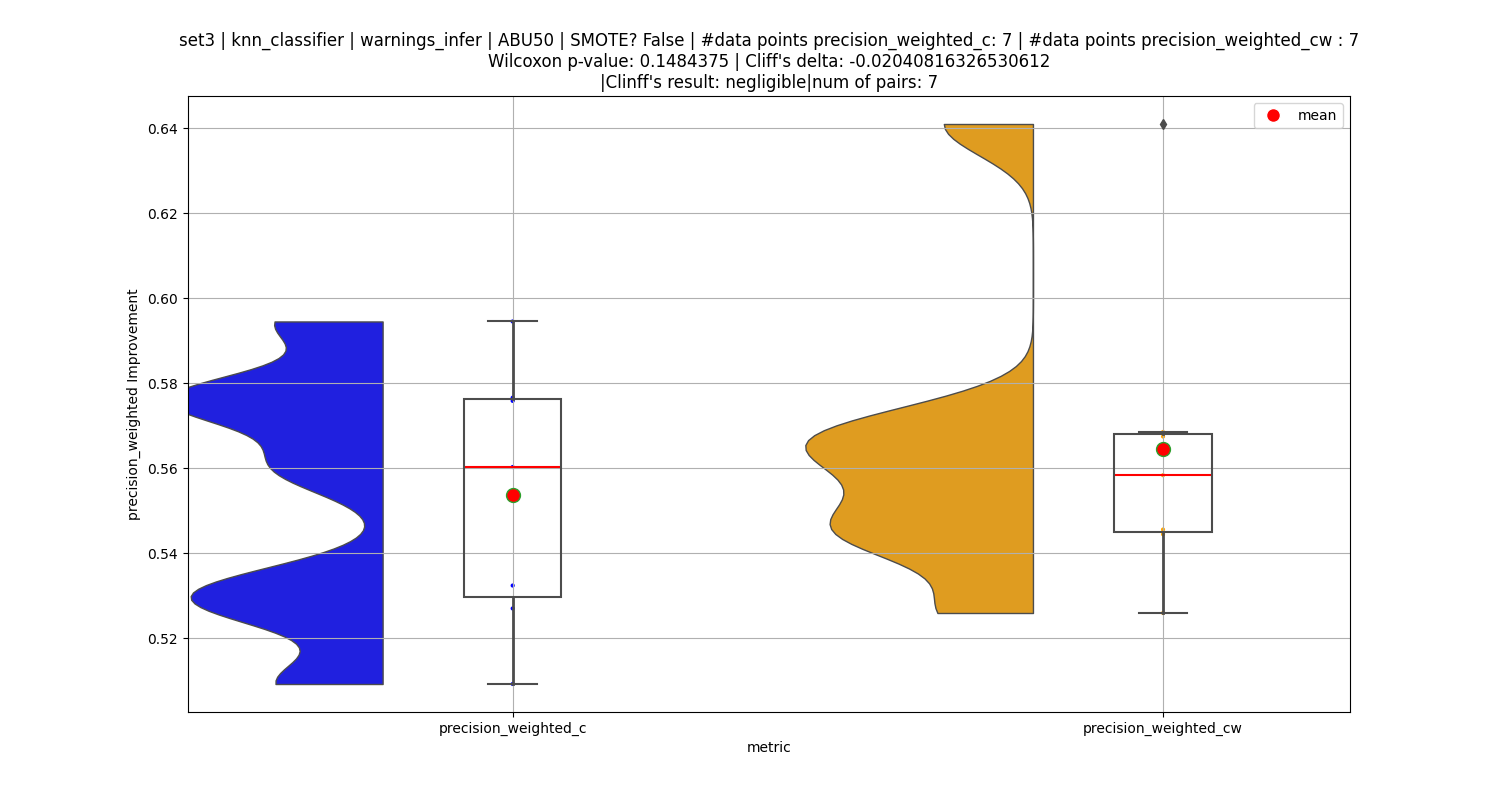 set3 | knn_classifier | warnings_infer | ABU50 | SMOTE? False | #data points precision_weighted_c: 7 | #data points precision_weighted_cw : 7
Wilcoxon p-value: 0.1484375 | Cliff's delta: -0.02040816326530612
|Clinff's result: negligible|num of pairs: 7
mean
0.64
0.62
0.60
0.58
0.56
0.54
0.52
precision_weighted Improvement
precision_weighted_c
precision_weighted_cw
metric